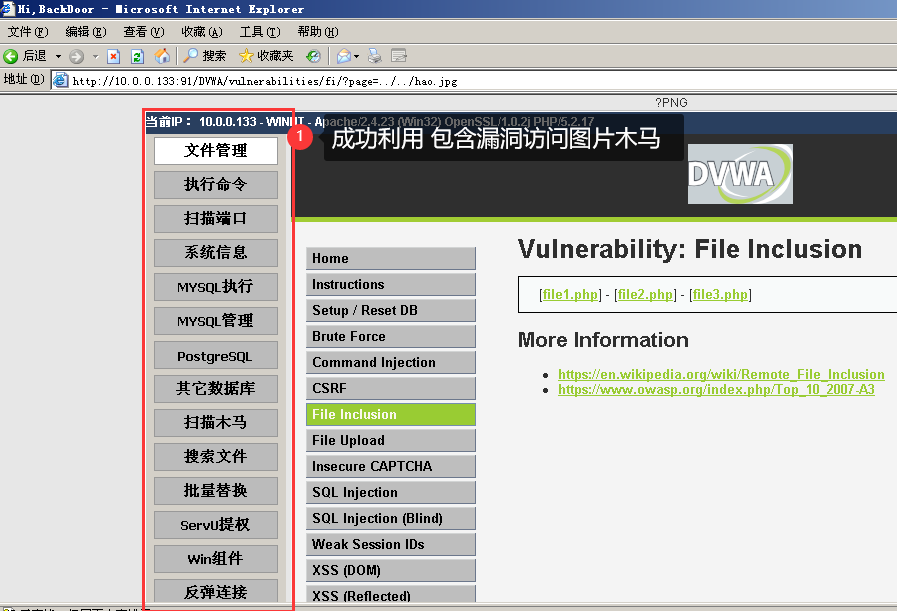 Hi,BackDoor - Microsoft Internet Explorer
文件(F) 编辑(E) 查看(V) 收藏(A) 工具(T) 帮助(H)
后退 搜索 收藏夹
地址(D) http://10.0.0.133:91/DVWA/vulnerabilities/fi/?page=../../hao.jpg
?PNG
当前IP: 10.0.0.133 - WINNT - Apache/2.4.23 (Win32) OpenSSL/1.0.2j PHP/5.2.17
1 成功利用 包含漏洞访问图片木马
DVWA
文件管理
执行命令
扫描端口
系统信息
MYSQL执行
MYSQL管理
PostgreSQL
其它数据库
扫描木马
搜索文件
批量替换
ServU提权
Win组件
反弹连接
Home
Instructions
Setup / Reset DB
Brute Force
Command Injection
CSRF
File Inclusion
File Upload
Insecure CAPTCHA
SQL Injection
SQL Injection (Blind)
Weak Session IDs
XSS (DOM)
XSS (Reflected)
Vulnerability: File Inclusion
[file1.php] - [file2.php] - [file3.php]
More Information
https://en.wikipedia.org/wiki/Remote_File_Inclusion
https://www.owasp.org/index.php/Top_10_2007-A3